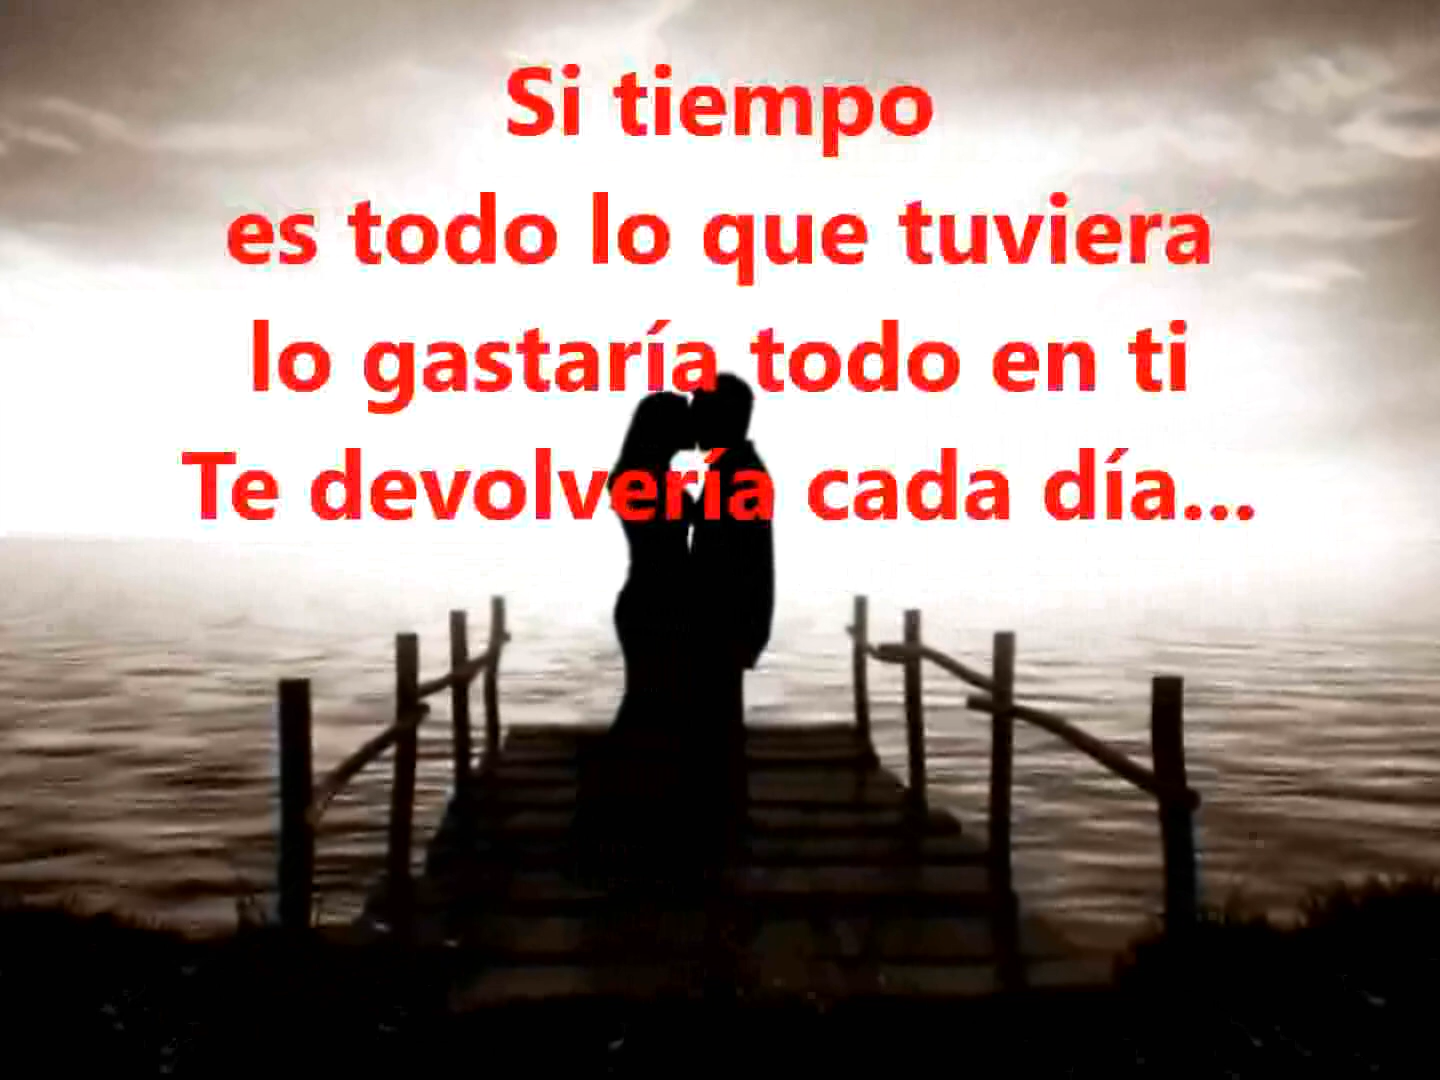 Si tiempo
es todo lo que tuviera
lo gastaría todo en ti
Te devolvería cada día...